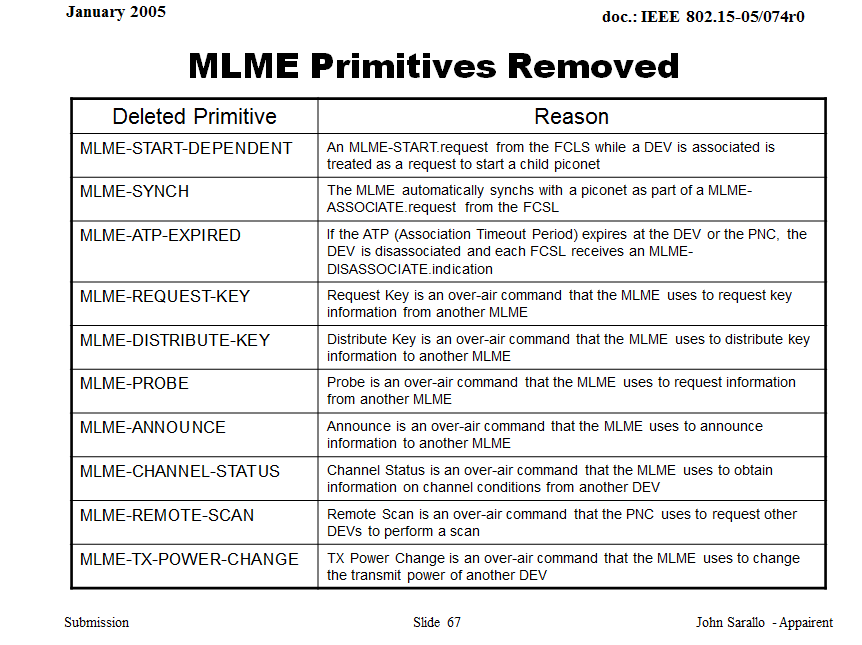 January 2005
doc.: IEEE 802.15-05/074r0
MLME Primitives Removed
Deleted Primitive
Reason
MLME-START-DEPENDENT
An MLME-START.request from the FCLS while a DEV is associated is
treated as a request to start a child piconet
MLME-SYNCH
The MLME automatically synchs with a piconet as part of a MLME-
ASSOCIATE.request from the FCSL
MLME-ATP-EXPIRED
If the ATP (Association Timeout Period) expires at the DEV or the PNC, the
DEV is disassociated and each FCSL receives an MLME-
DISASSOCIATE.indication
MLME-REQUEST-KEY
Request Key is an over-air command that the MLME uses to request key
information from another MLME
MLME-DISTRIBUTE-KEY
Distribute Key is an over-air command that the MLME uses to distribute key
information to another MLME
MLME-PROBE
Probe is an over-air command that the MLME uses to request information
from another MLME
MLME-ANNOUNCE
Announce is an over-air command that the MLME uses to announce
information to another MLME
MLME-CHANNEL-STATUS
Channel Status is an over-air command that the MLME uses to obtain
information on channel conditions from another DEV
MLME-REMOTE-SCAN
Remote Scan is an over-air command that the PNC uses to request other
DEVs to perform a scan
MLME-TX-POWER-CHANGE
TX Power Change is an over-air command that the MLME uses to change
the transmit power of another DEV
Submission
Slide 67
John Sarallo - Appairent